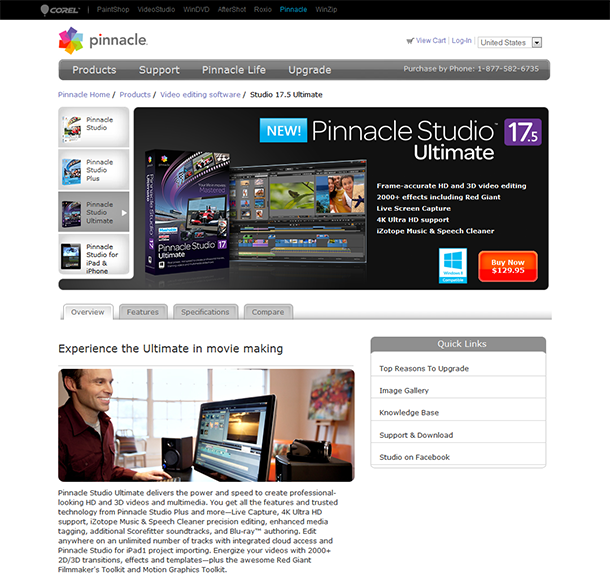 COREL | PaintShop VideoStudio WinDVD AfterShot Roxio Pinnacle WinZip
pinnacle.
View Cart | Log-In | United States
Products Support Pinnacle Life Upgrade Purchase by Phone: 1-877-582-6735
Pinnacle Home / Products / Video editing software / Studio 17.5 Ultimate
Pinnacle
Studio
Pinnacle
Studio
Plus
Pinnacle
Studio
Ultimate
Pinnacle
Studio for
iPad &
iPhone
NEW! Pinnacle Studio™ 17.5
Ultimate
Pinnacle Studio 17
Ultimate
Frame-accurate HD and 3D video editing
2000+ effects including Red Giant
Live Screen Capture
4K Ultra HD support
iZotope Music & Speech Cleaner
Windows 8
Compatible
Buy Now
$129.95
Overview Features Specifications Compare
Experience the Ultimate in movie making
Pinnacle Studio Ultimate delivers the power and speed to create professional-
looking HD and 3D videos and multimedia. You get all the features and trusted
technology from Pinnacle Studio Plus and more—Live Capture, 4K Ultra HD
support, iZotope Music & Speech Cleaner precision editing, enhanced media
tagging, additional Scorefitter soundtracks, and Blu-ray™ authoring. Edit
anywhere on an unlimited number of tracks with integrated cloud access and
Pinnacle Studio for iPad1 project importing. Energize your videos with 2000+
2D/3D transitions, effects and templates—plus the awesome Red Giant
Filmmaker's Toolkit and Motion Graphics Toolkit.
Quick Links
Top Reasons To Upgrade
Image Gallery
Knowledge Base
Support & Download
Studio on Facebook